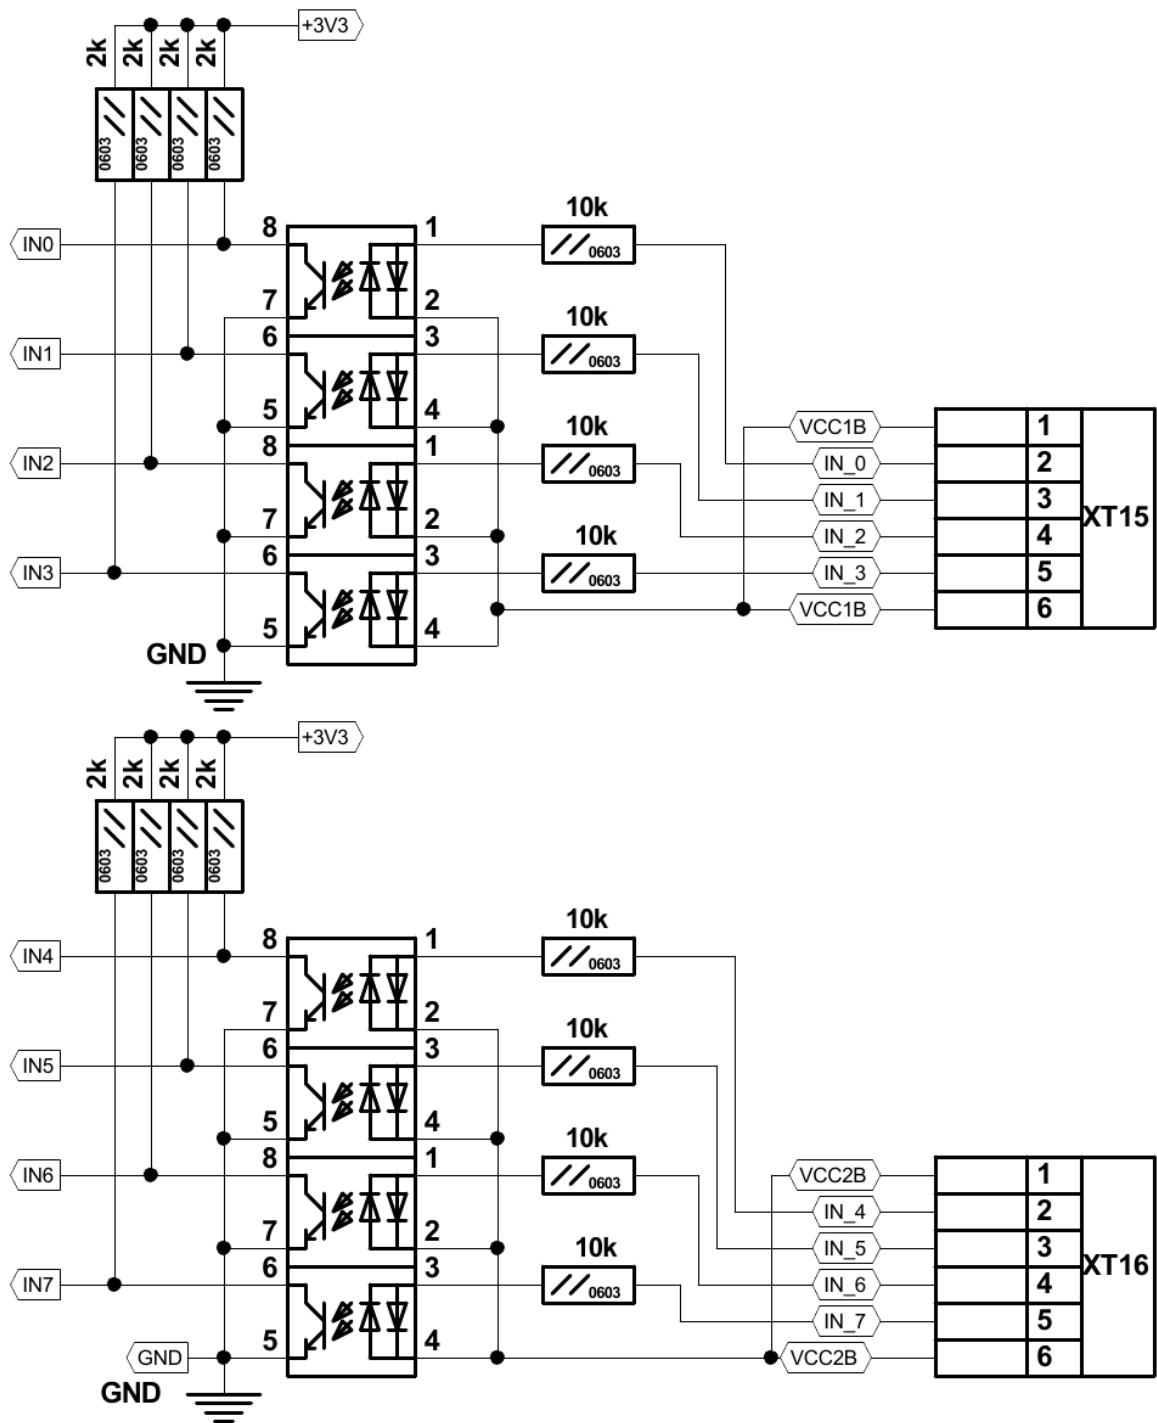 +3V3
2k 2k 2k 2k
0603 0603 0603 0603
10k
IN0 8 1 0603
7 2
10k
IN1 6 3 0603
5 4
10k
VCC1B 1
IN2 8 1 0603 IN_0 2
IN_1 3
7 2 IN_2 4
XT15
10k
IN3 6 3 0603 IN_3 5
VCC1B 6
5 4
GND
+3V3
2k 2k 2k 2k
0603 0603 0603 0603
10k
IN4 8 1 0603
7 2
10k
IN5 6 3 0603
5 4
10k
IN6 8 1 0603 VCC2B 1
IN_4 2
7 2 IN_5 3
XT16
10k
IN7 6 3 0603 IN_6 4
IN_7 5
GND 5 4 VCC2B 6
GND